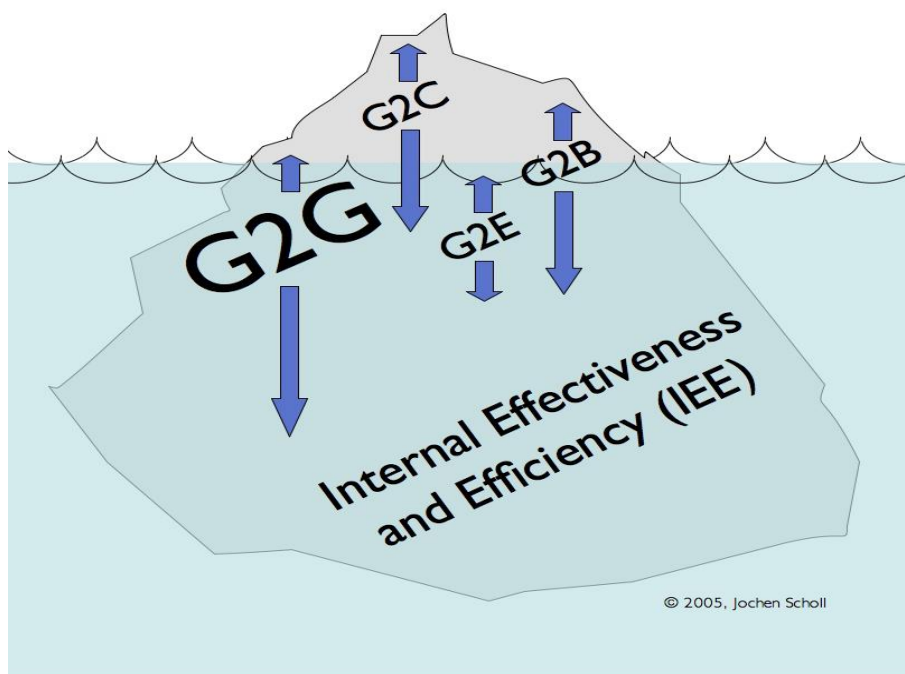 G2C
G2B
G2G
G2E
Internal Effectiveness
and Efficiency (IEE)
© 2005, Jochen Scholl